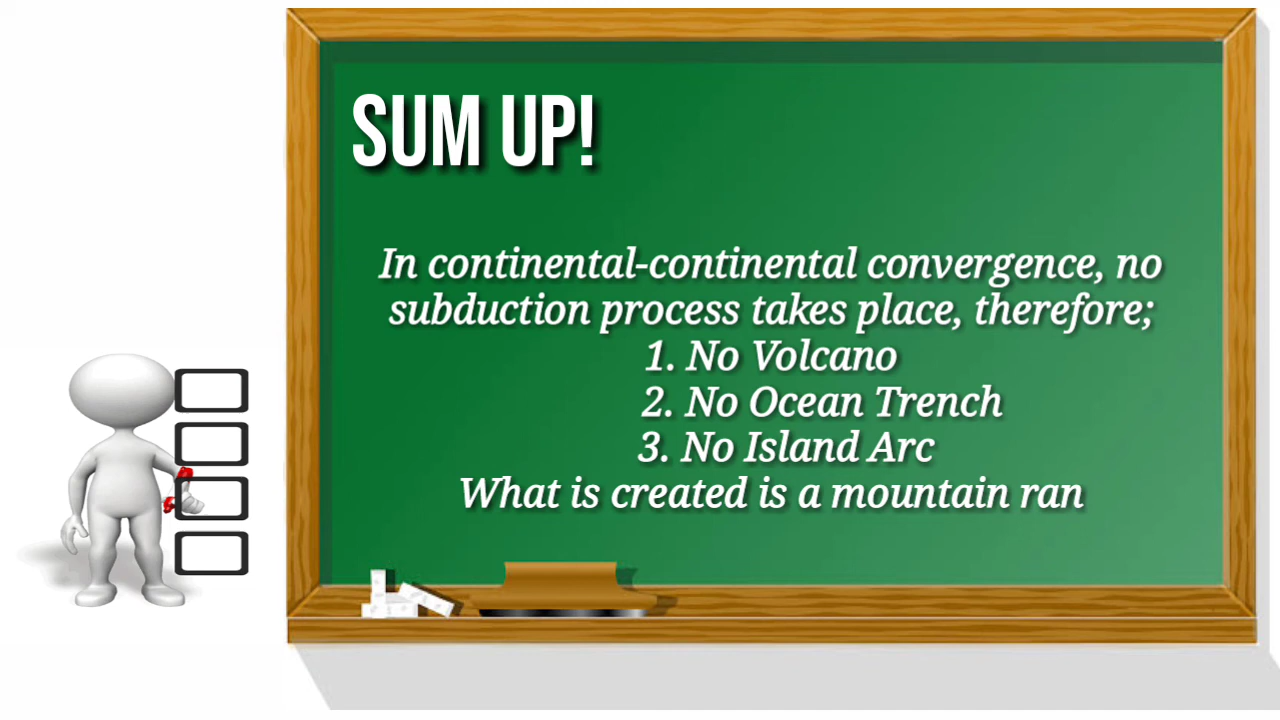 SUM UP!
In continental-continental convergence, no
subduction process takes place, therefore;
1. No Volcano
2. No Ocean Trench
3. No Island Arc
What is created is a mountain ran